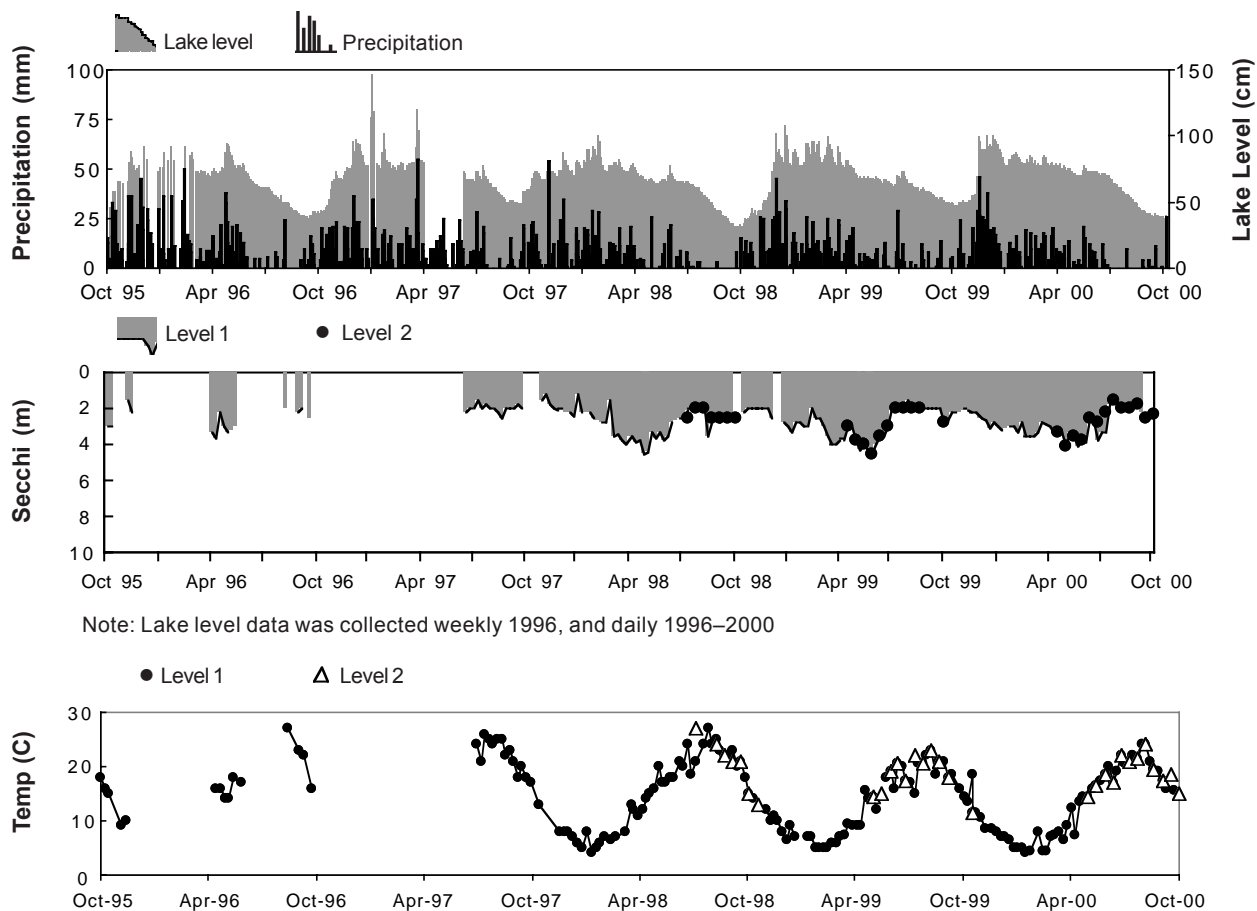 Lake level
Precipitation
Precipitation (mm)
Lake Level (cm)
100 150
75
100
50
50
25
0 0
Oct 95 Apr 96 Oct 96 Apr 97 Oct 97 Apr 98 Oct 98 Apr 99 Oct 99 Apr 00 Oct 00
Level 1 Level 2
Secchi (m)
0
2
4
6
8
10
Oct 95 Apr 96 Oct 96 Apr 97 Oct 97 Apr 98 Oct 98 Apr 99 Oct 99 Apr 00 Oct 00
Note: Lake level data was collected weekly 1996, and daily 1996–2000
Level 1 Level 2
Temp (C)
30
20
10
0
Oct-95 Apr-96 Oct-96 Apr-97 Oct-97 Apr-98 Oct-98 Apr-99 Oct-99 Apr-00 Oct-00